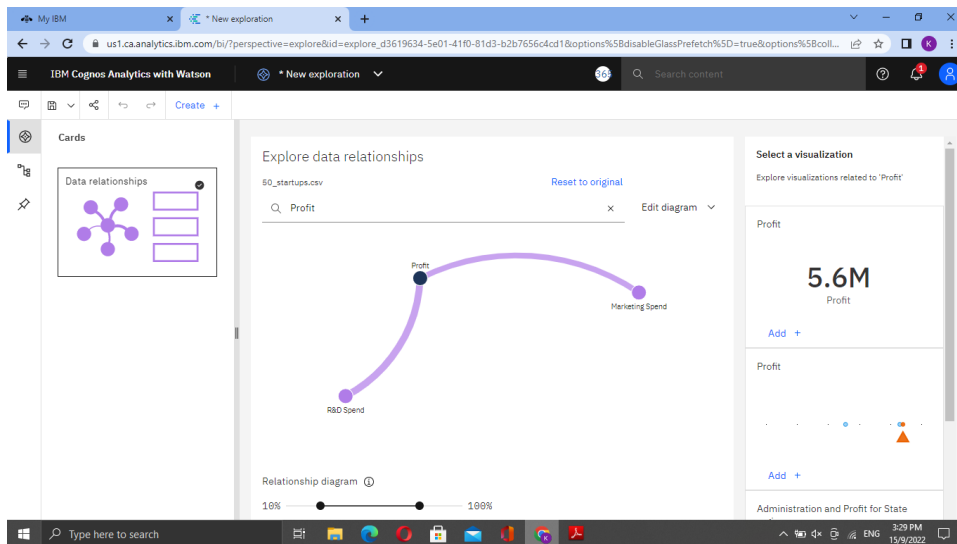 My IBM
* New exploration
us1.ca.analytics.ibm.com/bi/?perspective=explore&id=explore_d3619634-5e01-41f0-81d3-b2b7656c4cd1&options%5BdisableGlassPrefetch%5D=true&options%5Bcoll...
K
IBM Cognos Analytics with Watson
* New exploration
365
Search content
1
Create +
Cards
Data relationships
Explore data relationships
50_startups.csv
Reset to original
Profit
Edit diagram
Profit
Marketing Spend
R&D Spend
Relationship diagram
10%
100%
Select a visualization
Explore visualizations related to 'Profit'
Profit
5.6M
Profit
Add +
Profit
Add +
Administration and Profit for State
Type here to search
ENG
3:29 PM
15/9/2022